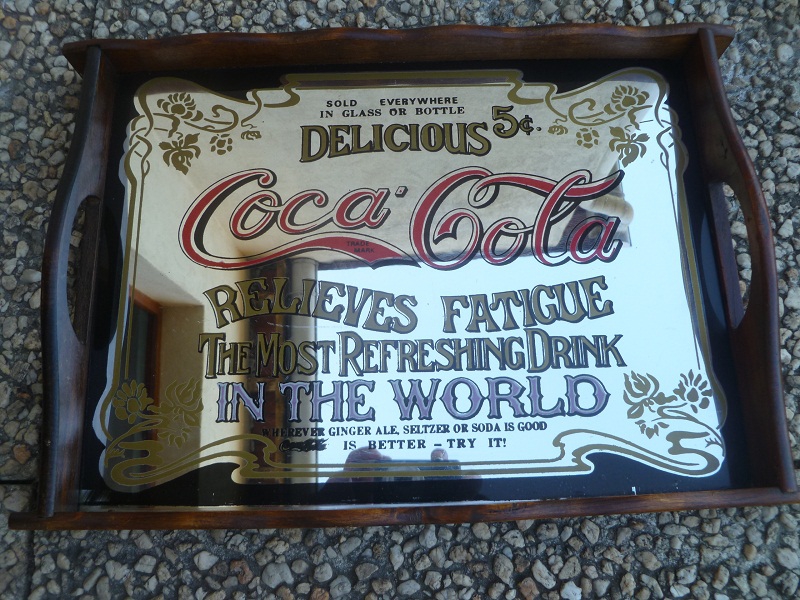 SOLD EVERYWHERE
IN GLASS OR BOTTLE
DELICIOUS 5¢.
Coca-Cola
TRADE
MARK
RELIEVES FATIGUE
THE MOST REFRESHING DRINK
IN THE WORLD
WHEREVER GINGER ALE, SELTZER OR SODA IS GOOD
Coca-Cola IS BETTER – TRY IT!